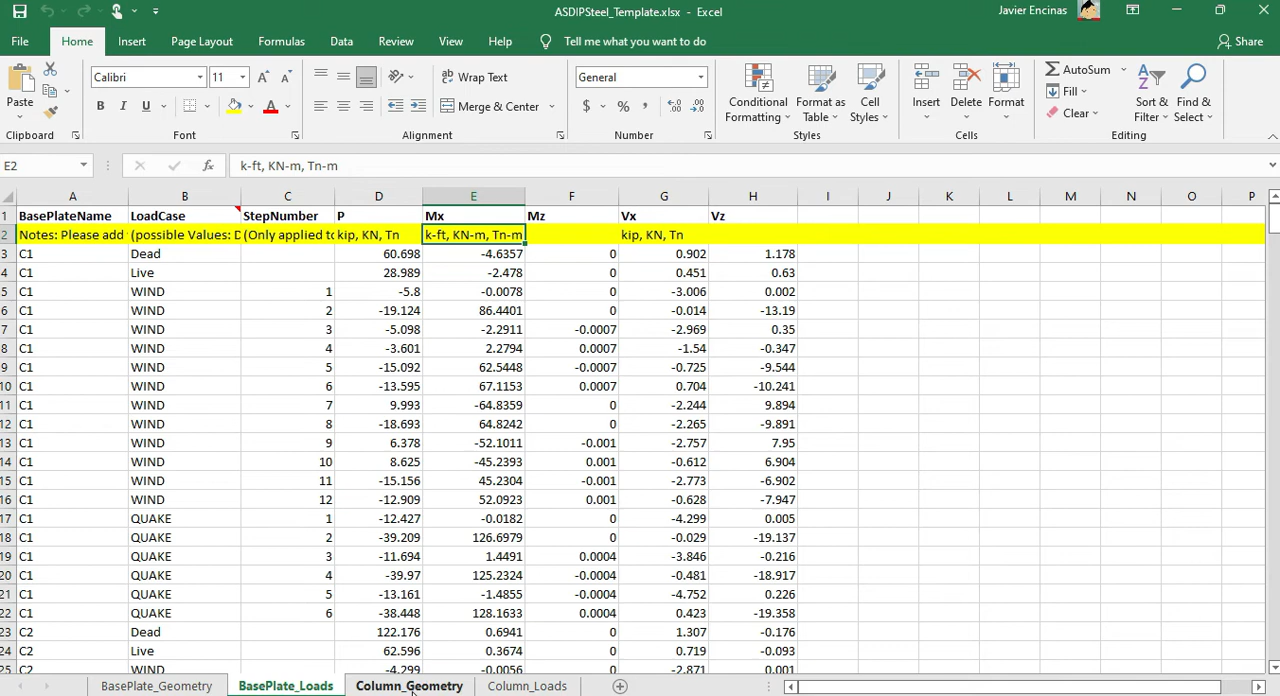 ASDIPSteel_Template.xlsx - Excel
Javier Encinas
File Home Insert Page Layout Formulas Data Review View Help Tell me what you want to do Share
Paste
Clipboard
Calibri 11
B I U A
Font
Wrap Text
Merge & Center
Alignment
General
$ % ,
Number
Conditional Formatting
Format as Table
Cell Styles
Styles
Insert Delete Format
Cells
AutoSum
Fill
Clear
Sort & Filter
Find & Select
Editing
E2 fx k-ft, KN-m, Tn-m
A B C D E F G H I J K L M N O P
1 BasePlateName LoadCase StepNumber P Mx Mz Vx Vz
2 Notes: Please add (possible Values: D (Only applied to kip, KN, Tn k-ft, KN-m, Tn-m kip, KN, Tn
3 C1 Dead 60.698 -4.6357 0 0.902 1.178
4 C1 Live 28.989 -2.478 0 0.451 0.63
5 C1 WIND 1 -5.8 -0.0078 0 -3.006 0.002
6 C1 WIND 2 -19.124 86.4401 0 -0.014 -13.19
7 C1 WIND 3 -5.098 -2.2911 -0.0007 -2.969 0.35
8 C1 WIND 4 -3.601 2.2794 0.0007 -1.54 -0.347
9 C1 WIND 5 -15.092 62.5448 -0.0007 -0.725 -9.544
10 C1 WIND 6 -13.595 67.1153 0.0007 0.704 -10.241
11 C1 WIND 7 9.993 -64.8359 0 -2.244 9.894
12 C1 WIND 8 -18.693 64.8242 0 -2.265 -9.891
13 C1 WIND 9 6.378 -52.1011 -0.001 -2.757 7.95
14 C1 WIND 10 8.625 -45.2393 0.001 -0.612 6.904
15 C1 WIND 11 -15.156 45.2304 -0.001 -2.773 -6.902
16 C1 WIND 12 -12.909 52.0923 0.001 -0.628 -7.947
17 C1 QUAKE 1 -12.427 -0.0182 0 -4.299 0.005
18 C1 QUAKE 2 -39.209 126.6979 0 -0.029 -19.137
19 C1 QUAKE 3 -11.694 1.4491 0.0004 -3.846 -0.216
20 C1 QUAKE 4 -39.97 125.2324 -0.0004 -0.481 -18.917
21 C1 QUAKE 5 -13.161 -1.4855 -0.0004 -4.752 0.226
22 C1 QUAKE 6 -38.448 128.1633 0.0004 0.423 -19.358
23 C2 Dead 122.176 0.6941 0 1.307 -0.176
24 C2 Live 62.596 0.3674 0 0.719 -0.093
25 C2 WIND 1 -4.299 -0.0056 0 -2.871 0.001
BasePlate_Geometry BasePlate_Loads Column_Geometry Column_Loads